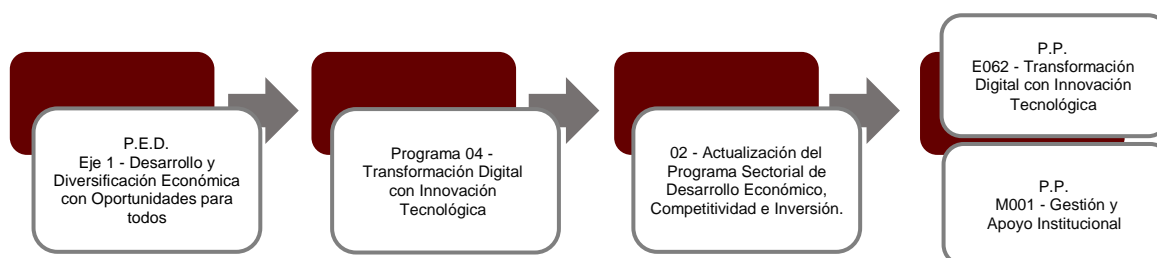 P.E.D.
Eje 1 - Desarrollo y
Diversificación Económica
con Oportunidades para
todos
Programa 04 -
Transformación Digital
con Innovación
Tecnológica
02 - Actualización del
Programa Sectorial de
Desarrollo Económico,
Competitividad e Inversión.
P.P.
E062 - Transformación
Digital con Innovación
Tecnológica
P.P.
M001 - Gestión y
Apoyo Institucional